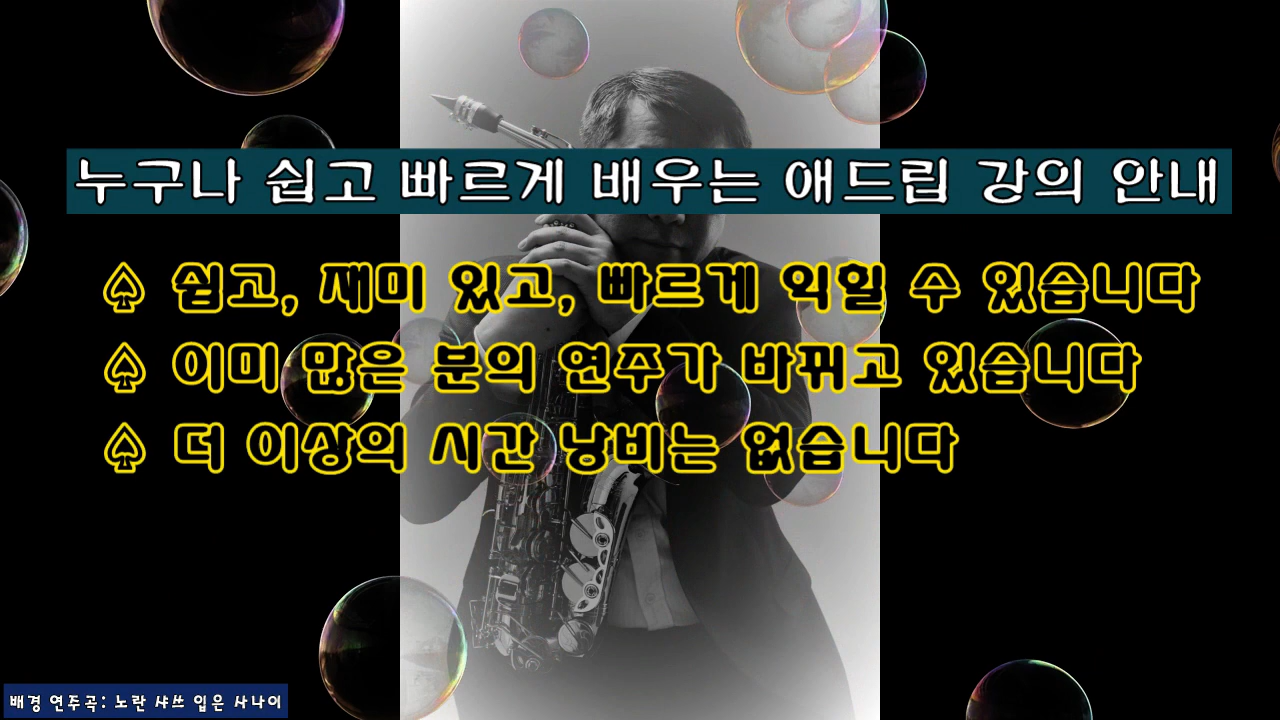 누구나 쉽고 빠르게 배우는 애드립 강의 안내
♤ 쉽고, 재미 있고, 빠르게 익힐 수 있습니다
♤ 이미 많은 분의 연주가 바뀌고 있습니다
♤ 더 이상의 시간 낭비는 없습니다
배경 연주곡: 노란 샤쓰 입은 사나이